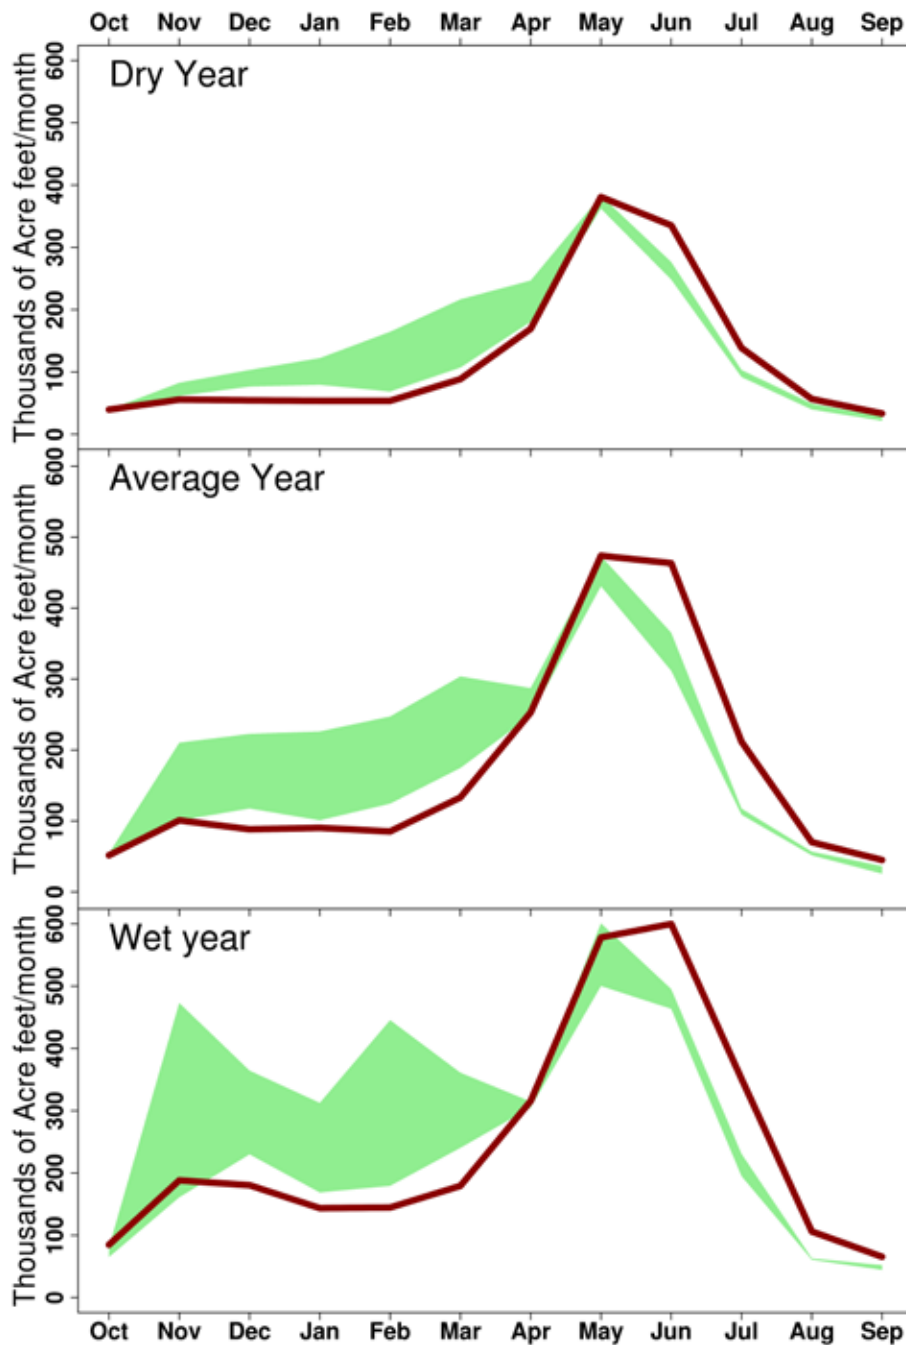 Oct Nov Dec Jan Feb Mar Apr May Jun Jul Aug Sep
Dry Year
Thousands of Acre feet/month
600
500
400
300
200
100
0
Average Year
Thousands of Acre feet/month
600
500
400
300
200
100
0
Wet year
Thousands of Acre feet/month
600
500
400
300
200
100
0
Oct Nov Dec Jan Feb Mar Apr May Jun Jul Aug Sep